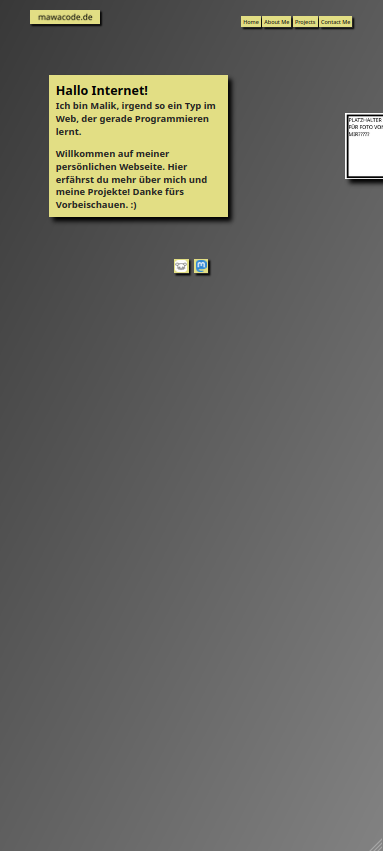 mawacode.de
Home
About Me
Projects
Contact Me
Hallo Internet!
Ich bin Malik, irgend so ein Typ im
Web, der gerade Programmieren
lernt.
Willkommen auf meiner
persönlichen Webseite. Hier
erfährst du mehr über mich und
meine Projekte! Danke fürs
Vorbeischauen. :)
PLATZHALTER
FÜR FOTO VON
MIR?????